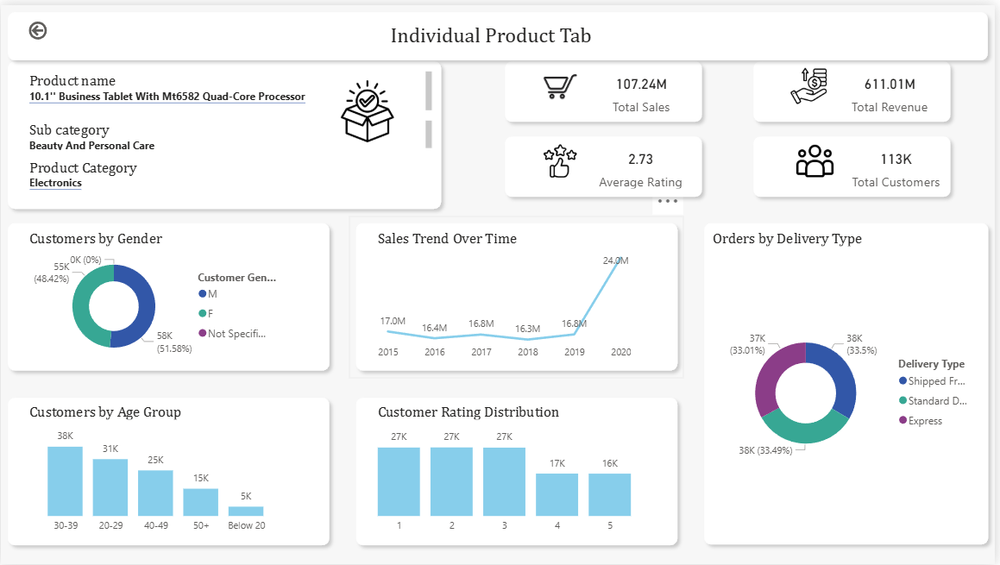 Individual Product Tab
Product name
10.1'' Business Tablet With Mt6582 Quad-Core Processor
Sub category
Beauty And Personal Care
Product Category
Electronics
107.24M
Total Sales
611.01M
Total Revenue
2.73
Average Rating
113K
Total Customers
Customers by Gender
0K (0%)
55K
(48.42%)
58K
(51.58%)
Customer Gen...
M
F
Not Specifi...
Sales Trend Over Time
17.0M
16.4M
16.8M
16.3M
16.8M
24.0M
2015 2016 2017 2018 2019 2020
Orders by Delivery Type
37K
(33.01%)
38K
(33.5%)
38K (33.49%)
Delivery Type
Shipped Fr...
Standard D...
Express
Customers by Age Group
38K
31K
25K
15K
5K
30-39 20-29 40-49 50+ Below 20
Customer Rating Distribution
27K 27K 27K
17K 16K
1 2 3 4 5